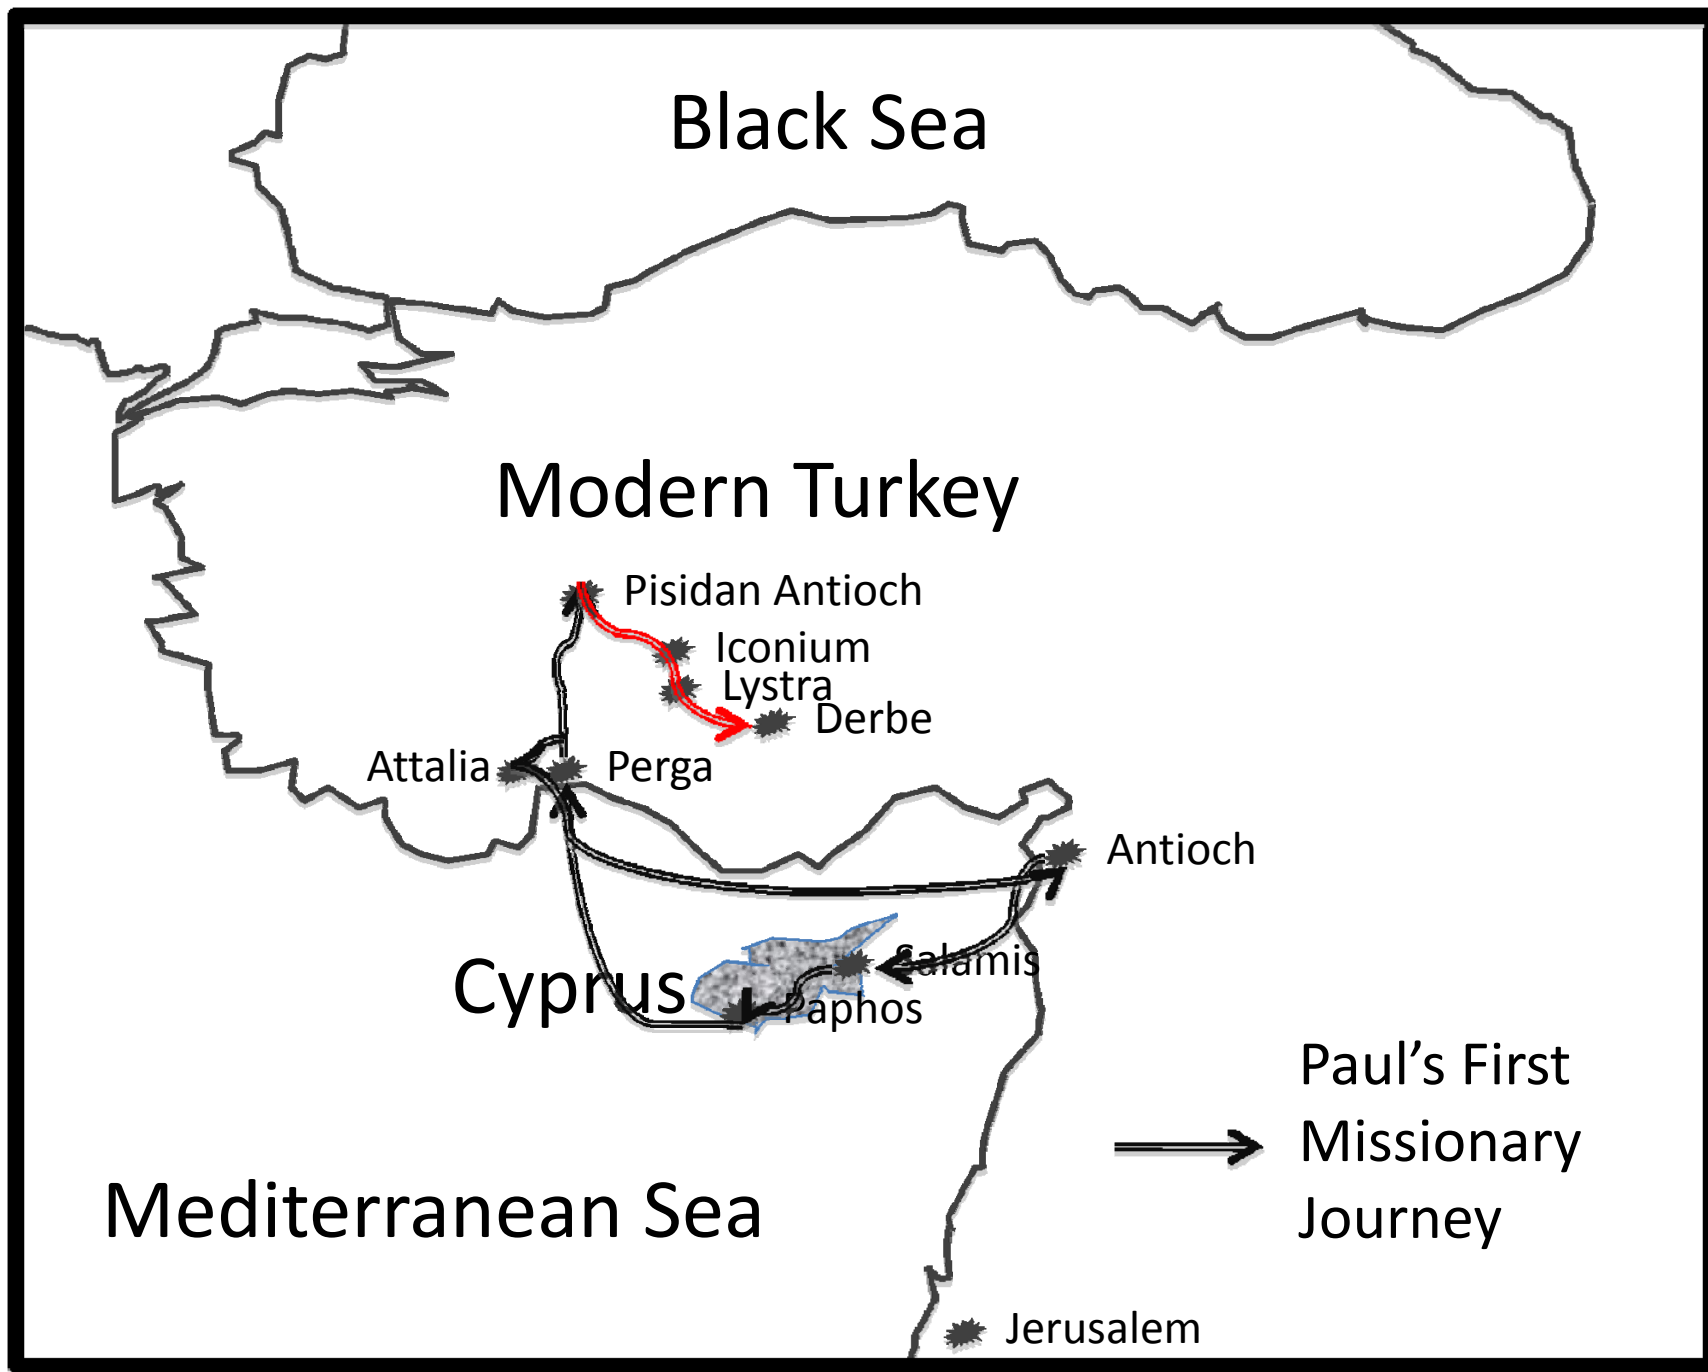 Black Sea
Modern Turkey
Pisidan Antioch
Iconium
Lystra
Derbe
Attalia
Perga
Antioch
Salamis
Cyprus
Paphos
Paul’s First
Missionary
Journey
Mediterranean Sea
Jerusalem